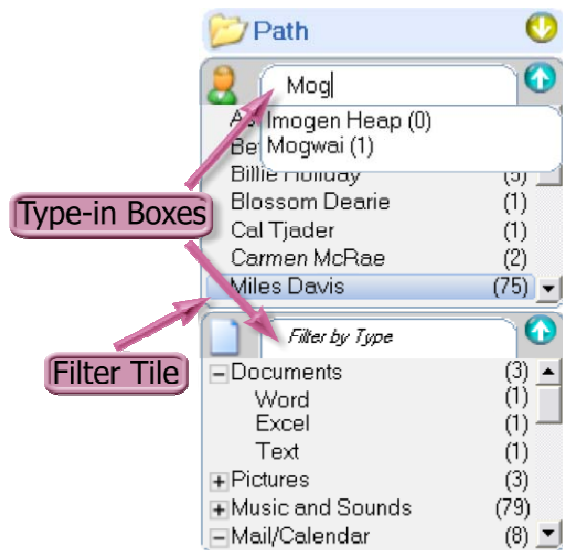 Path
Mog
Imogen Heap (0)
Mogwai (1)
Billie Holiday (5)
Blossom Dearie (1)
Cal Tjader (1)
Carmen McRae (2)
Miles Davis (75)
Type-in Boxes
Filter by Type
Filter Tile
Documents (3)
Word (1)
Excel (1)
Text (1)
Pictures (3)
Music and Sounds (79)
Mail/Calendar (8)